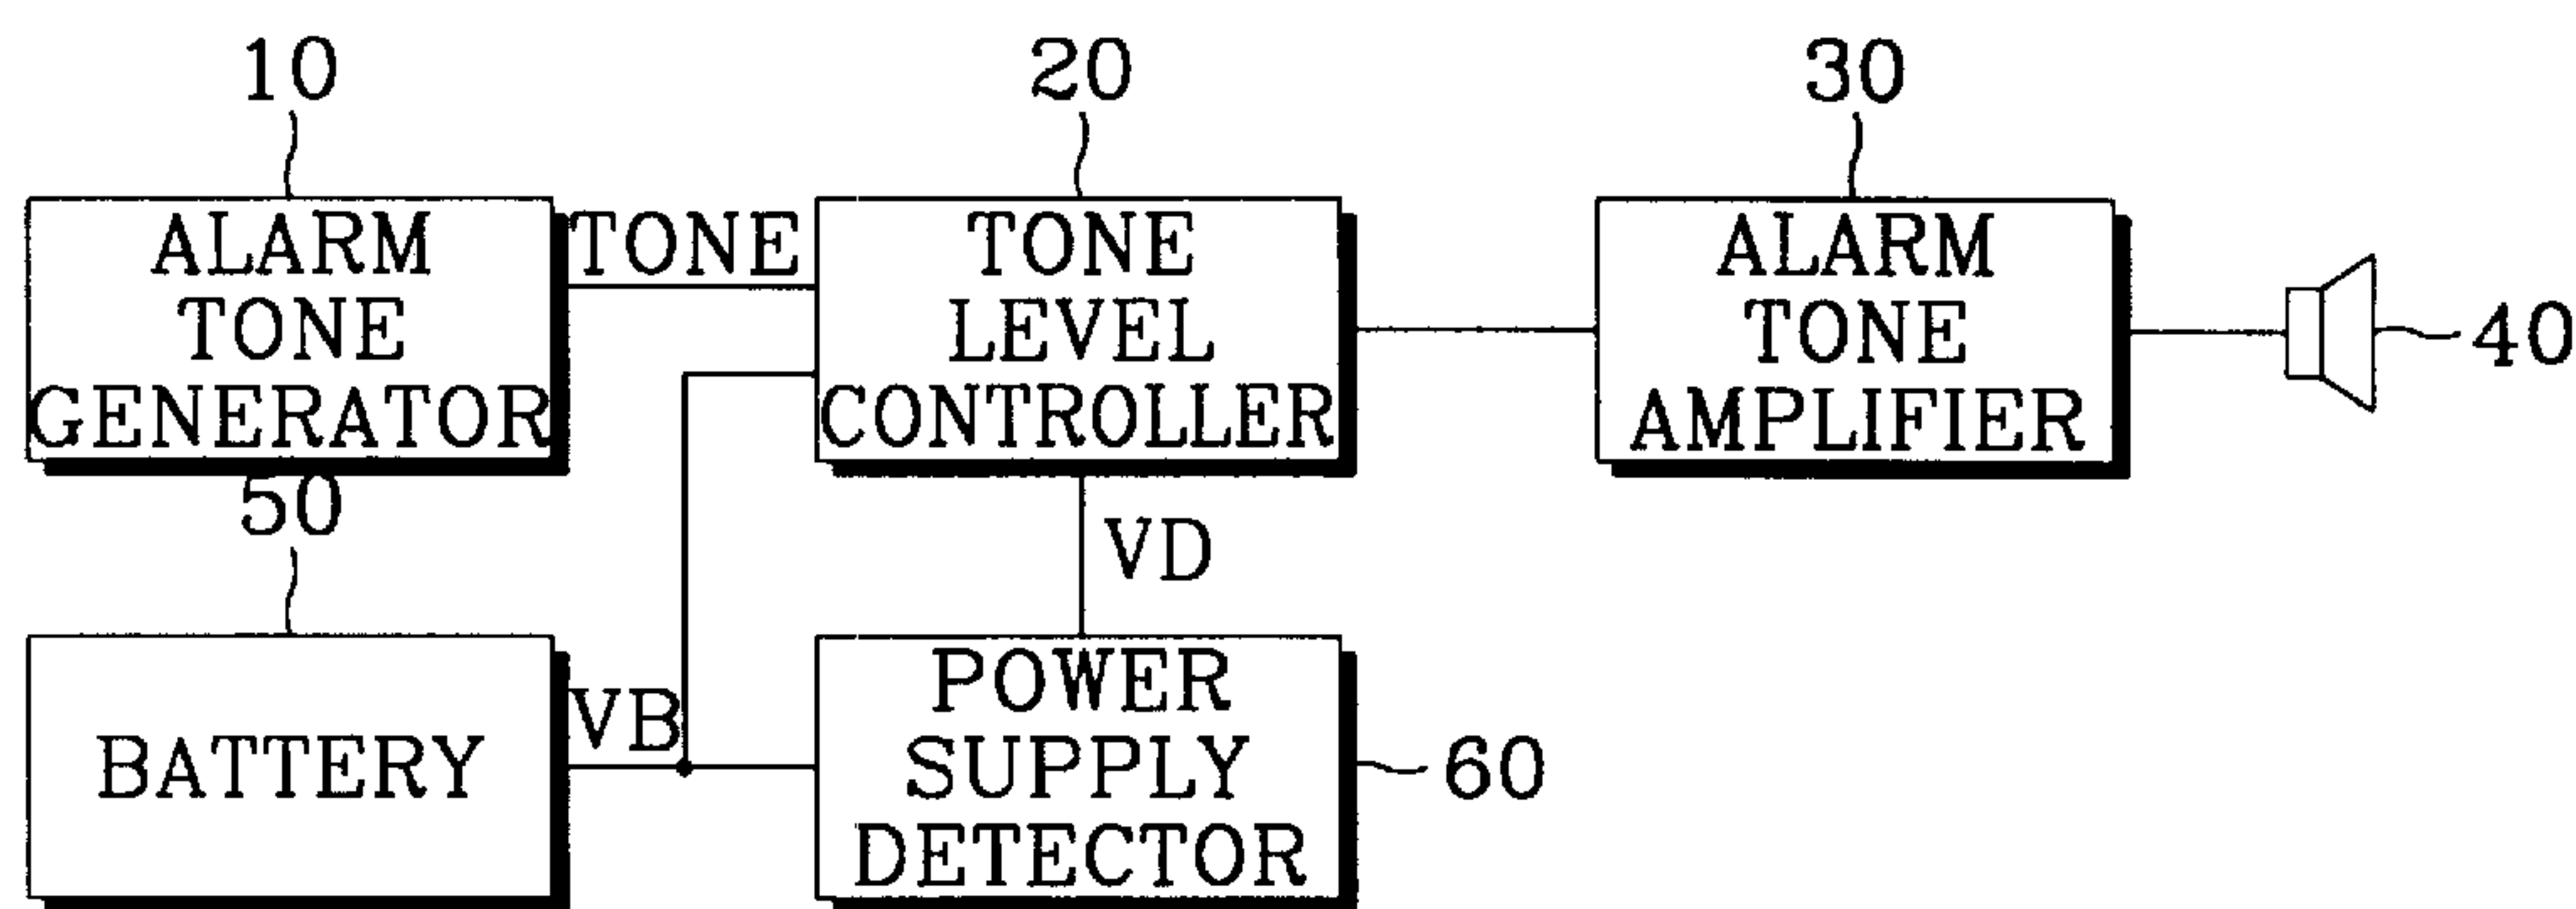 10
20
30
ALARM
TONE
GENERATOR
TONE
TONE
LEVEL
CONTROLLER
ALARM
TONE
AMPLIFIER
40
50
VD
BATTERY
VB
POWER
SUPPLY
DETECTOR
60